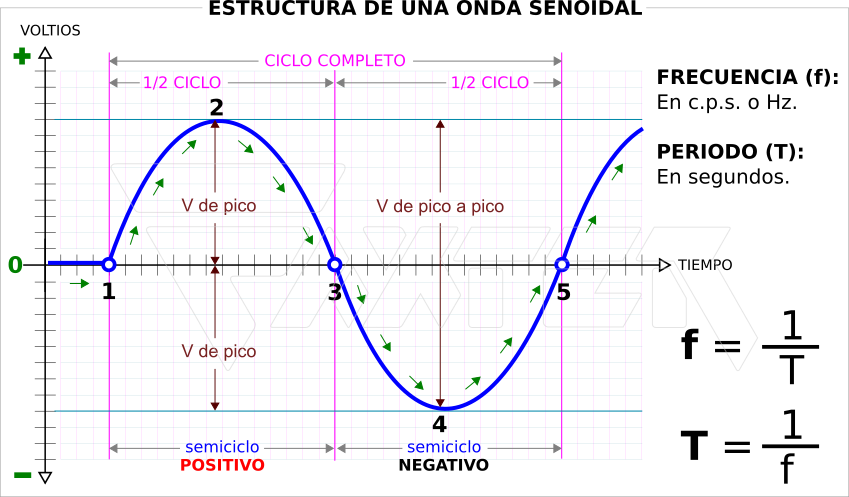 ESTRUCTURA DE UNA ONDA SENOIDAL
VOLTIOS
+
CICLO COMPLETO
1/2 CICLO
1/2 CICLO
FRECUENCIA (f):
En c.p.s. o Hz.
PERIODO (T):
En segundos.
2
V de pico
V de pico a pico
0
TIEMPO
1
3
5
V de pico
4
f = 1
T
T = 1
f
semiciclo
POSITIVO
semiciclo
NEGATIVO
−